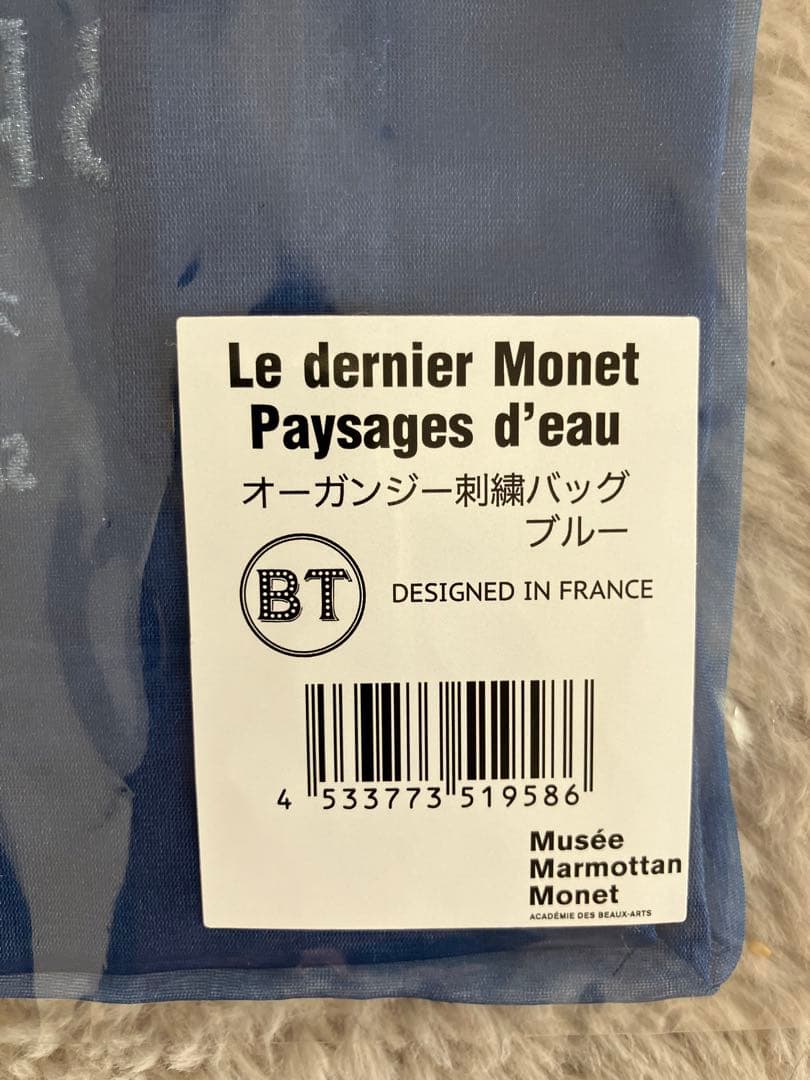 Le dernier Monet
Paysages d’eau
オーガンジー刺繍バッグ
ブルー
BT
DESIGNED IN FRANCE
4 533773 519586
Musée
Marmottan
Monet
ACADÉMIE DES BEAUX-ARTS